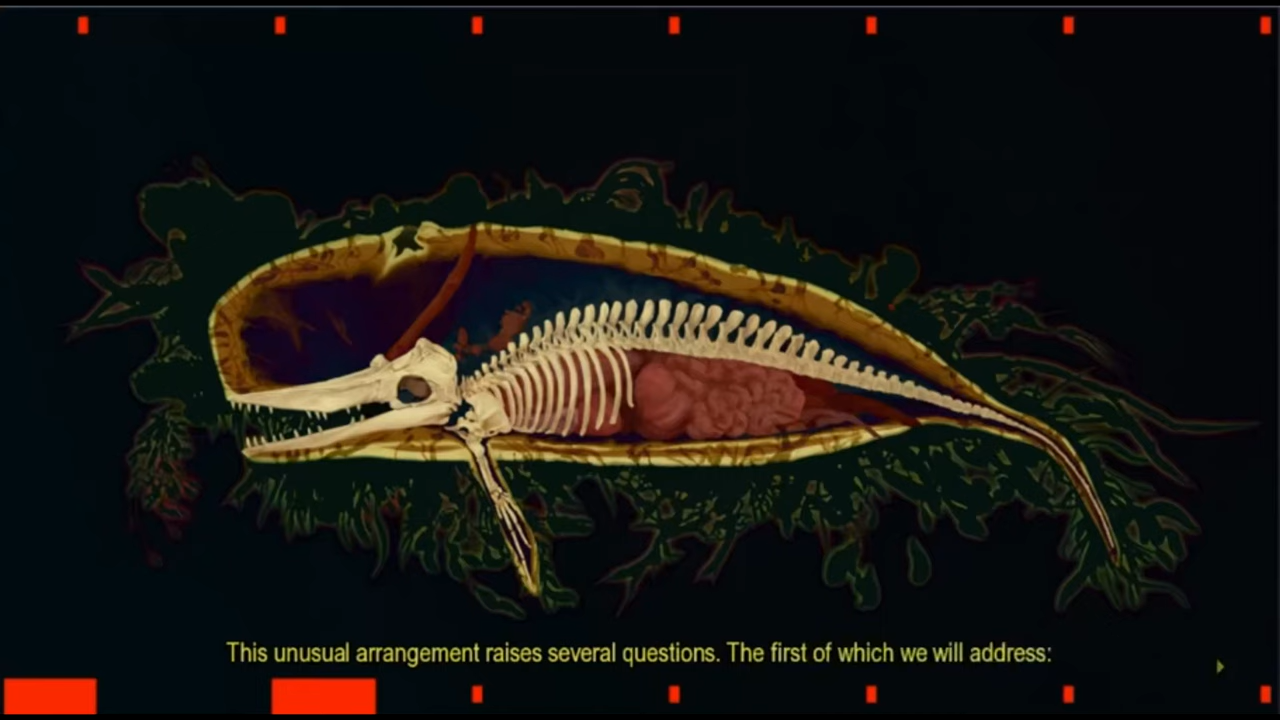 This unusual arrangement raises several questions. The first of which we will address: